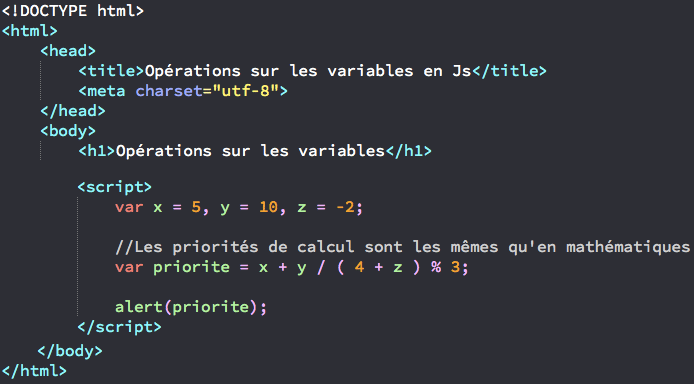 <!DOCTYPE html>
<html>
<head>
<title>Opérations sur les variables en Js</title>
<meta charset="utf-8">
</head>
<body>
<h1>Opérations sur les variables</h1>
<script>
var x = 5, y = 10, z = -2;
//Les priorités de calcul sont les mêmes qu'en mathématiques
var priorite = x + y / ( 4 + z ) % 3;
alert(priorite);
</script>
</body>
</html>